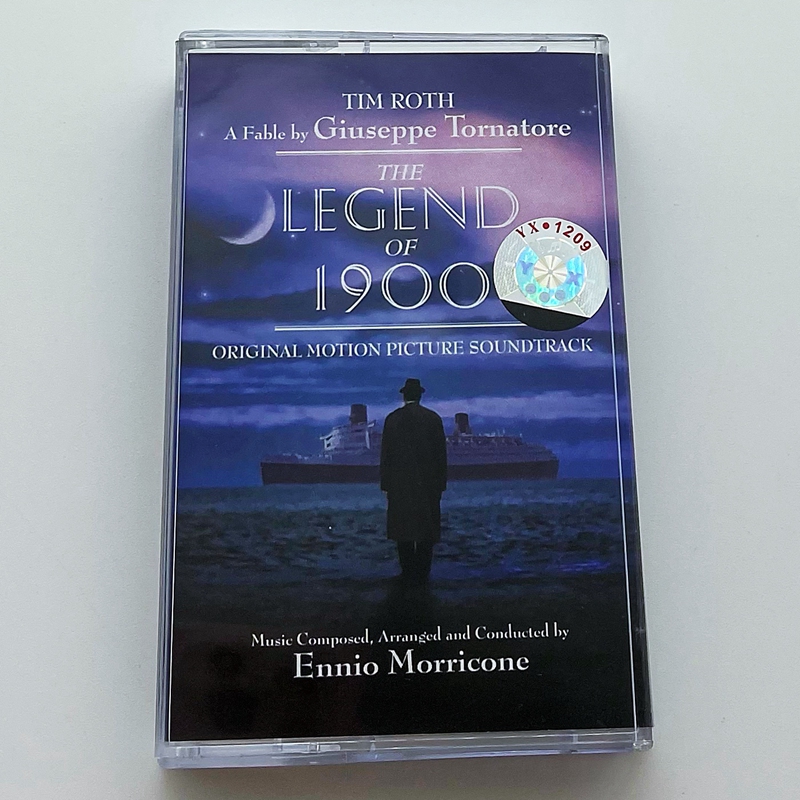 TIM ROTH
A Fable by Giuseppe Tornatore
THE
LEGEND
OF
1900
YX•1209
Y X
ORIGINAL MOTION PICTURE SOUNDTRACK
Music Composed, Arranged and Conducted by
Ennio Morricone